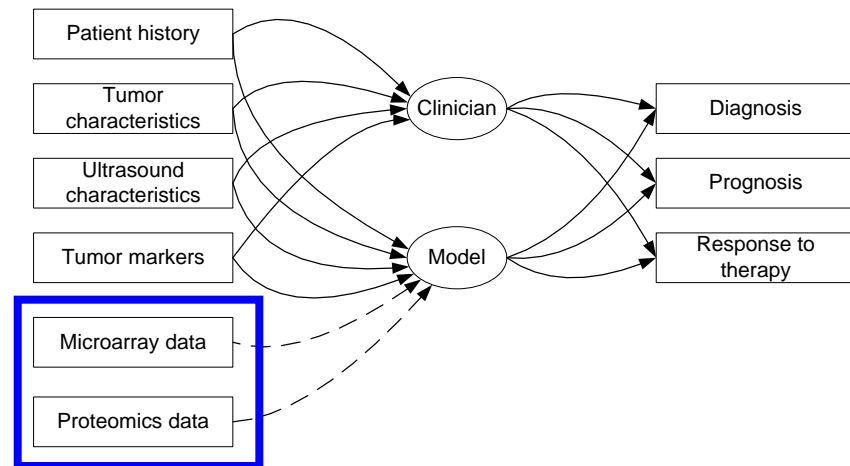 Patient history
Tumor
characteristics
Ultrasound
characteristics
Tumor markers
Microarray data
Proteomics data
Clinician
Model
Diagnosis
Prognosis
Response to
therapy